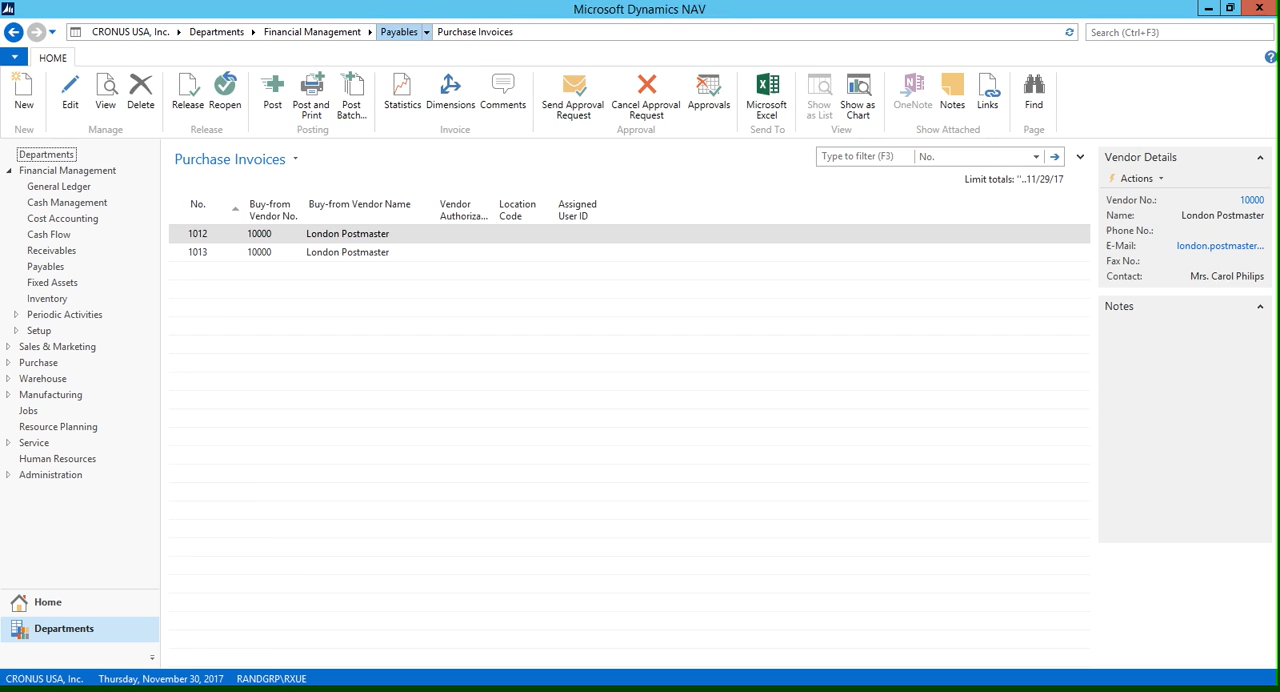 Microsoft Dynamics NAV
CRONUS USA, Inc. Departments Financial Management Payables Purchase Invoices Search (Ctrl+F3)
HOME
New Edit View Delete Release Reopen Post Post and Print Post Batch... Statistics Dimensions Comments Send Approval Request Cancel Approval Request Approvals Microsoft Excel Show as List Show as Chart OneNote Notes Links Find
New Manage Release Posting Invoice Approval Send To View Show Attached Page
Departments
Financial Management
General Ledger
Cash Management
Cost Accounting
Cash Flow
Receivables
Payables
Fixed Assets
Inventory
Periodic Activities
Setup
Sales & Marketing
Purchase
Warehouse
Manufacturing
Jobs
Resource Planning
Service
Human Resources
Administration
Home
Departments
Purchase Invoices
Type to filter (F3) No.
Limit totals: ''..11/29/17
No. Buy-from Vendor No. Buy-from Vendor Name Vendor Authoriza... Location Code Assigned User ID
1012 10000 London Postmaster
1013 10000 London Postmaster
Vendor Details
Actions
Vendor No.: 10000
Name: London Postmaster
Phone No.:
E-Mail: london.postmaster...
Fax No.:
Contact: Mrs. Carol Philips
Notes
CRONUS USA, Inc. Thursday, November 30, 2017 RANDGRP\RXUE